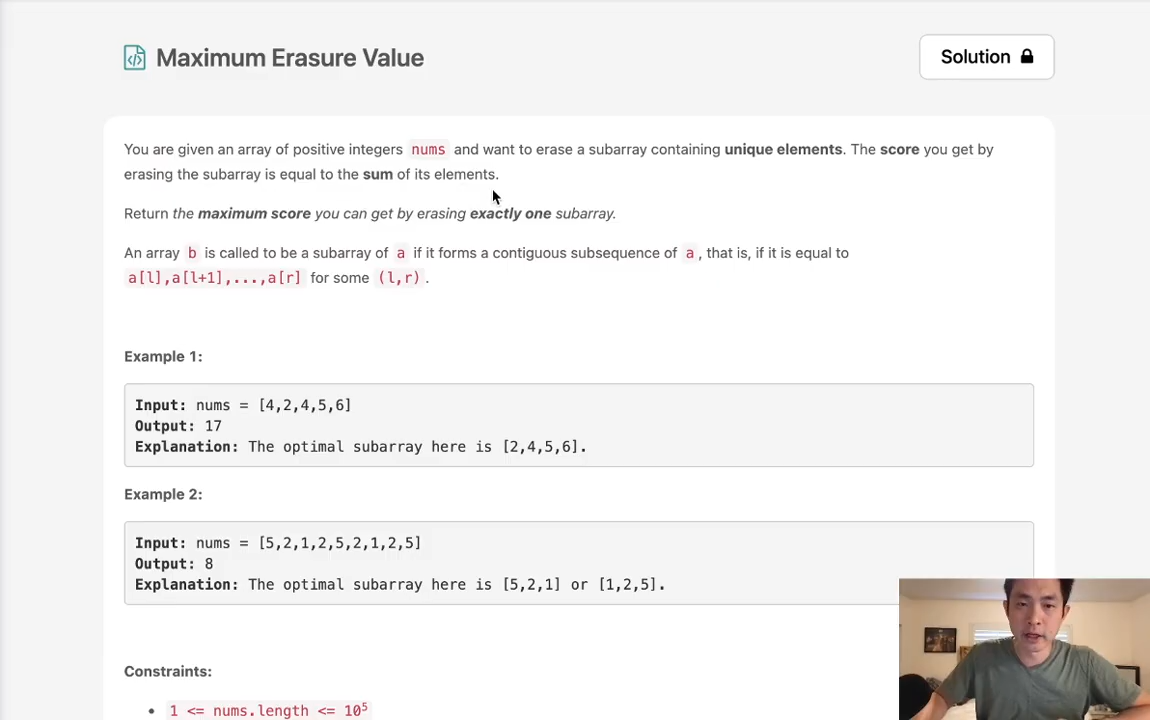 Maximum Erasure Value
Solution
You are given an array of positive integers nums and want to erase a subarray containing unique elements. The score you get by
erasing the subarray is equal to the sum of its elements.
Return the maximum score you can get by erasing exactly one subarray.
An array b is called to be a subarray of a if it forms a contiguous subsequence of a, that is, if it is equal to
a[l],a[l+1],...,a[r] for some (l,r).
Example 1:
Input: nums = [4,2,4,5,6]
Output: 17
Explanation: The optimal subarray here is [2,4,5,6].
Example 2:
Input: nums = [5,2,1,2,5,2,1,2,5]
Output: 8
Explanation: The optimal subarray here is [5,2,1] or [1,2,5].
Constraints:
• 1 <= nums.length <= 10⁵